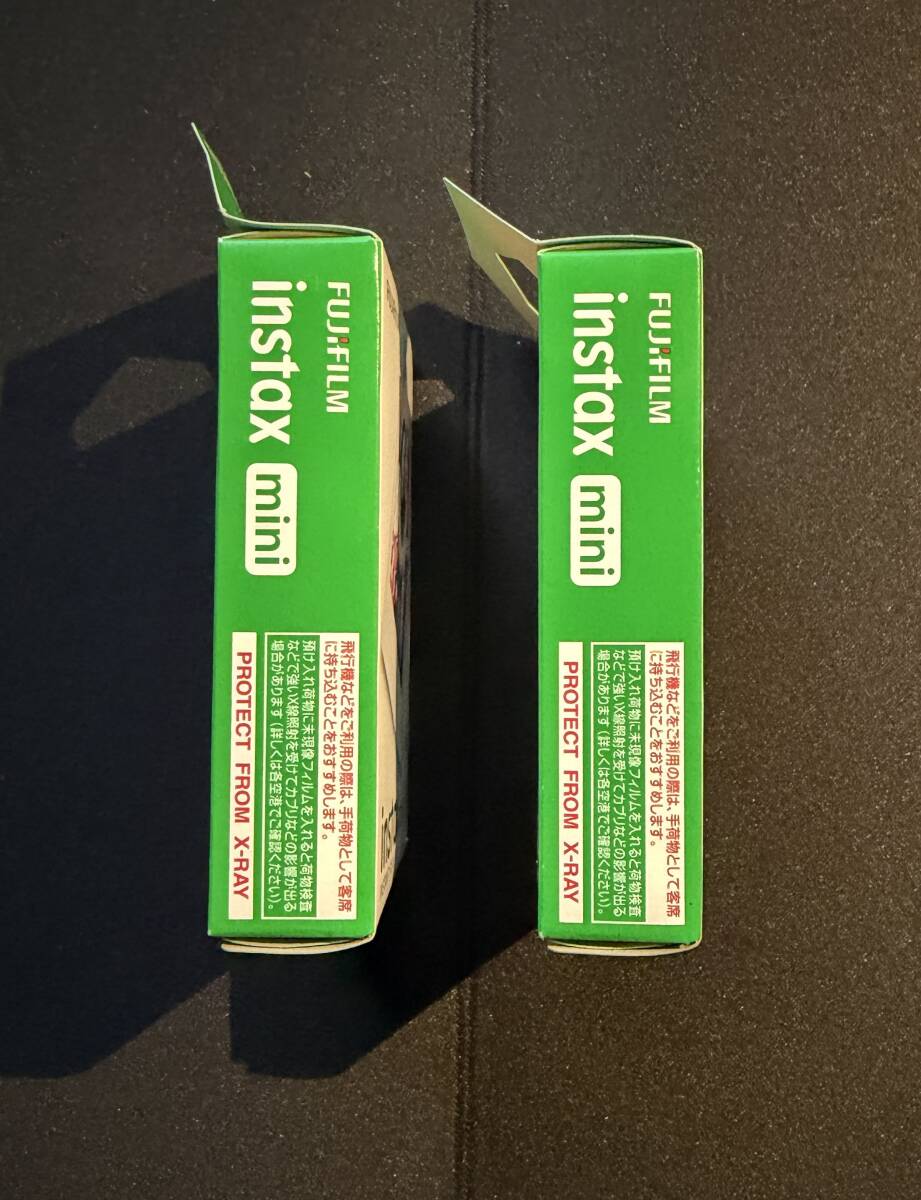 FUJIFILM
instax mini
飛行機などをご利用の際は、手荷物として客席
に持ち込むことをおすすめします。
預け入れ荷物に未現像フィルムを入れると荷物検査
などで強いX線照射を受けてカブリなどの影響が出る
場合があります(詳しくは各空港でご確認ください)。
PROTECT FROM X-RAY
FUJIFILM
instax mini
飛行機などをご利用の際は、手荷物として客席
に持ち込むことをおすすめします。
預け入れ荷物に未現像フィルムを入れると荷物検査
などで強いX線照射を受けてカブリなどの影響が出る
場合があります(詳しくは各空港でご確認ください)。
PROTECT FROM X-RAY